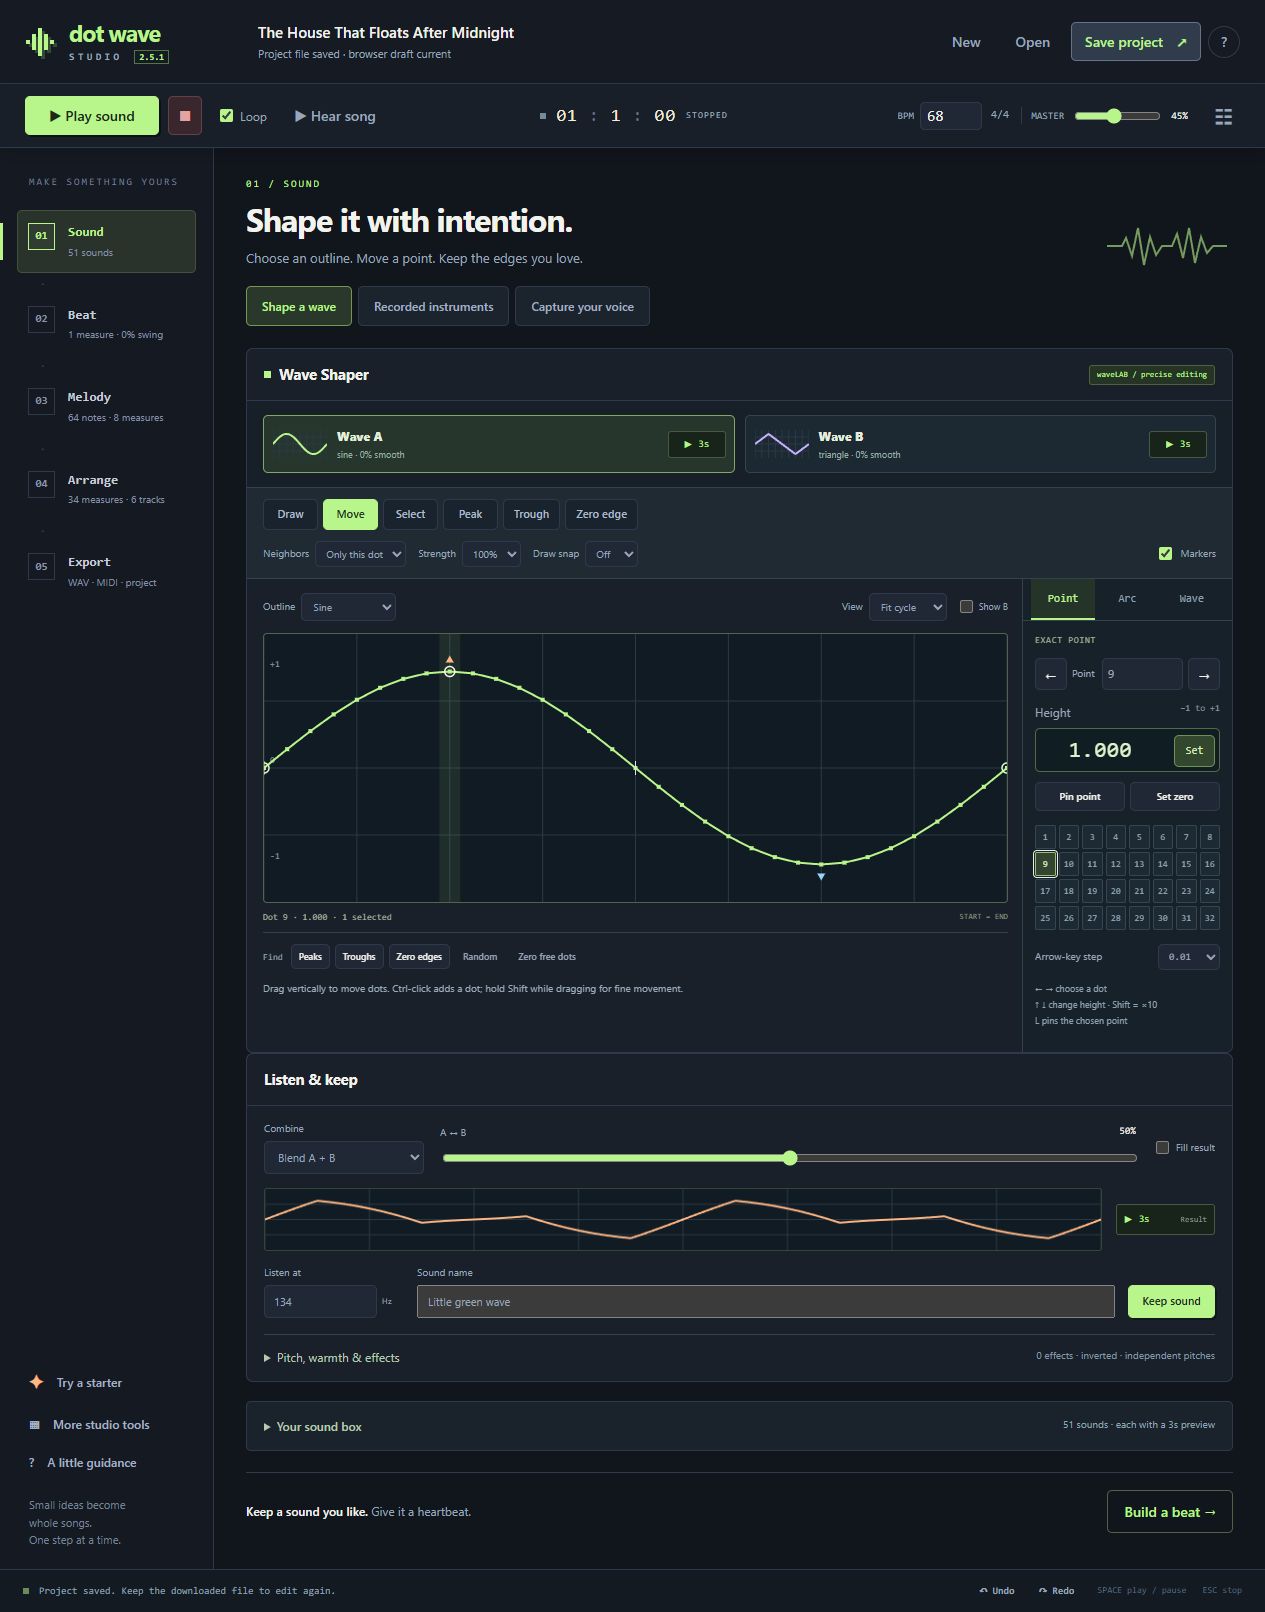 dot wave
STUDIO 2.5.1
The House That Floats After Midnight
Project file saved · browser draft current
New
Open
Save project ↗
?
▶ Play sound
■
Loop
▶ Hear song
01 : 1 : 00 STOPPED
BPM 68 4/4
MASTER 45%
MAKE SOMETHING YOURS
01 Sound
51 sounds
02 Beat
1 measure · 0% swing
03 Melody
64 notes · 8 measures
04 Arrange
34 measures · 6 tracks
05 Export
WAV · MIDI · project
Try a starter
More studio tools
? A little guidance
Small ideas become
whole songs.
One step at a time.
01 / SOUND
Shape it with intention.
Choose an outline. Move a point. Keep the edges you love.
Shape a wave
Recorded instruments
Capture your voice
Wave Shaper
waveLAB / precise editing
Wave A
sine · 0% smooth
▶ 3s
Wave B
triangle · 0% smooth
▶ 3s
Draw
Move
Select
Peak
Trough
Zero edge
Neighbors Only this dot
Strength 100%
Draw snap Off
Markers
Outline Sine
View Fit cycle
Show B
+1
-1
Dot 9 · 1.000 · 1 selected
START = END
Find Peaks Troughs Zero edges Random Zero free dots
Drag vertically to move dots. Ctrl-click adds a dot; hold Shift while dragging for fine movement.
Point Arc Wave
EXACT POINT
← Point 9 →
Height −1 to +1
1.000 Set
Pin point Set zero
1 2 3 4 5 6 7 8
9 10 11 12 13 14 15 16
17 18 19 20 21 22 23 24
25 26 27 28 29 30 31 32
Arrow-key step 0.01
← → choose a dot
↑ ↓ change height · Shift = ×10
L pins the chosen point
Listen & keep
Combine
Blend A + B
A ↔ B 50%
Fill result
▶ 3s Result
Listen at
134 Hz
Sound name
Little green wave
Keep sound
▶ Pitch, warmth & effects
0 effects · inverted · independent pitches
▶ Your sound box
51 sounds · each with a 3s preview
Keep a sound you like. Give it a heartbeat.
Build a beat →
Project saved. Keep the downloaded file to edit again.
↶ Undo
↷ Redo
SPACE play / pause
ESC stop